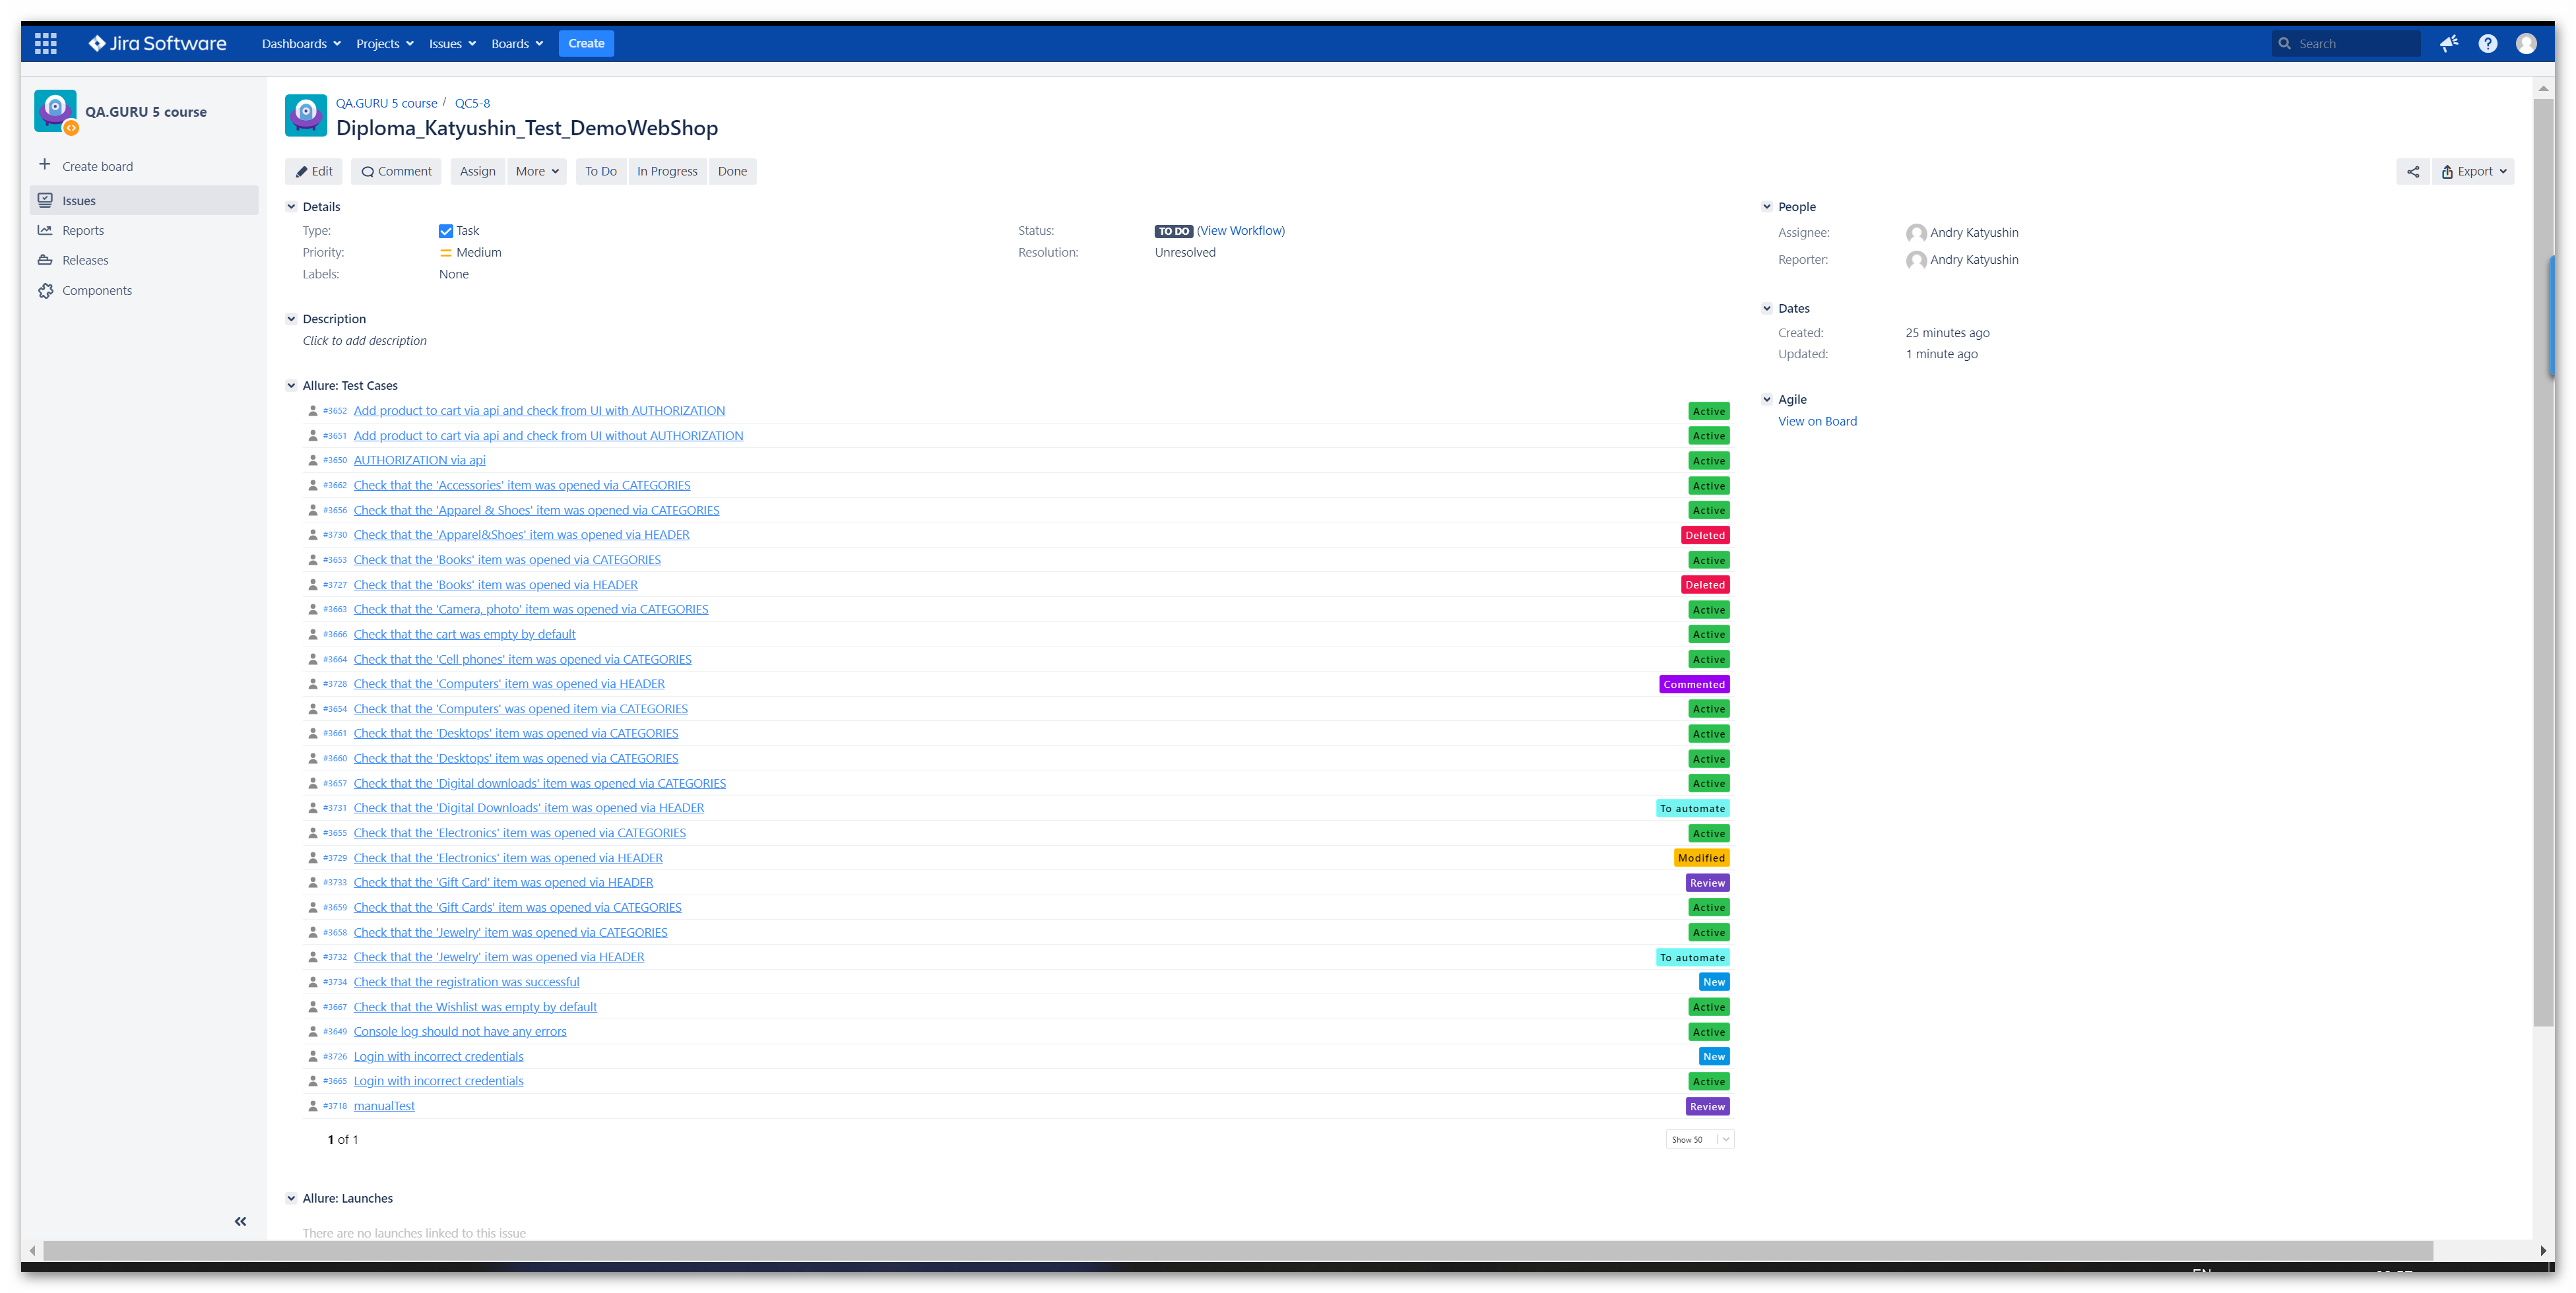 Jira Software Dashboards Projects Issues Boards Create Search
QA.GURU 5 course
Create board
Issues
Reports
Releases
Components
QA.GURU 5 course / QC5-8
Diploma_Katyushin_Test_DemoWebShop
Edit Comment Assign More To Do In Progress Done Export
Details
Type: Task
Status: TO DO (View Workflow)
Priority: Medium
Resolution: Unresolved
Labels: None
Description
Click to add description
Allure: Test Cases
#3652 Add product to cart via api and check from UI with AUTHORIZATION Active
#3651 Add product to cart via api and check from UI without AUTHORIZATION Active
#3650 AUTHORIZATION via api Active
#3662 Check that the 'Accessories' item was opened via CATEGORIES Active
#3656 Check that the 'Apparel & Shoes' item was opened via CATEGORIES Active
#3730 Check that the 'Apparel&Shoes' item was opened via HEADER Deleted
#3653 Check that the 'Books' item was opened via CATEGORIES Active
#3727 Check that the 'Books' item was opened via HEADER Deleted
#3663 Check that the 'Camera, photo' item was opened via CATEGORIES Active
#3666 Check that the cart was empty by default Active
#3664 Check that the 'Cell phones' item was opened via CATEGORIES Active
#3728 Check that the 'Computers' item was opened via HEADER Commented
#3654 Check that the 'Computers' was opened item via CATEGORIES Active
#3661 Check that the 'Desktops' item was opened via CATEGORIES Active
#3660 Check that the 'Desktops' item was opened via CATEGORIES Active
#3657 Check that the 'Digital downloads' item was opened via CATEGORIES Active
#3731 Check that the 'Digital Downloads' item was opened via HEADER To automate
#3655 Check that the 'Electronics' item was opened via CATEGORIES Active
#3729 Check that the 'Electronics' item was opened via HEADER Modified
#3733 Check that the 'Gift Card' item was opened via HEADER Review
#3659 Check that the 'Gift Cards' item was opened via CATEGORIES Active
#3658 Check that the 'Jewelry' item was opened via CATEGORIES Active
#3732 Check that the 'Jewelry' item was opened via HEADER To automate
#3734 Check that the registration was successful New
#3667 Check that the Wishlist was empty by default Active
#3649 Console log should not have any errors Active
#3726 Login with incorrect credentials New
#3665 Login with incorrect credentials Active
#3718 manualTest Review
1 of 1 Show 50
Allure: Launches
There are no launches linked to this issue
People
Assignee: Andry Katyushin
Reporter: Andry Katyushin
Dates
Created: 25 minutes ago
Updated: 1 minute ago
Agile
View on Board